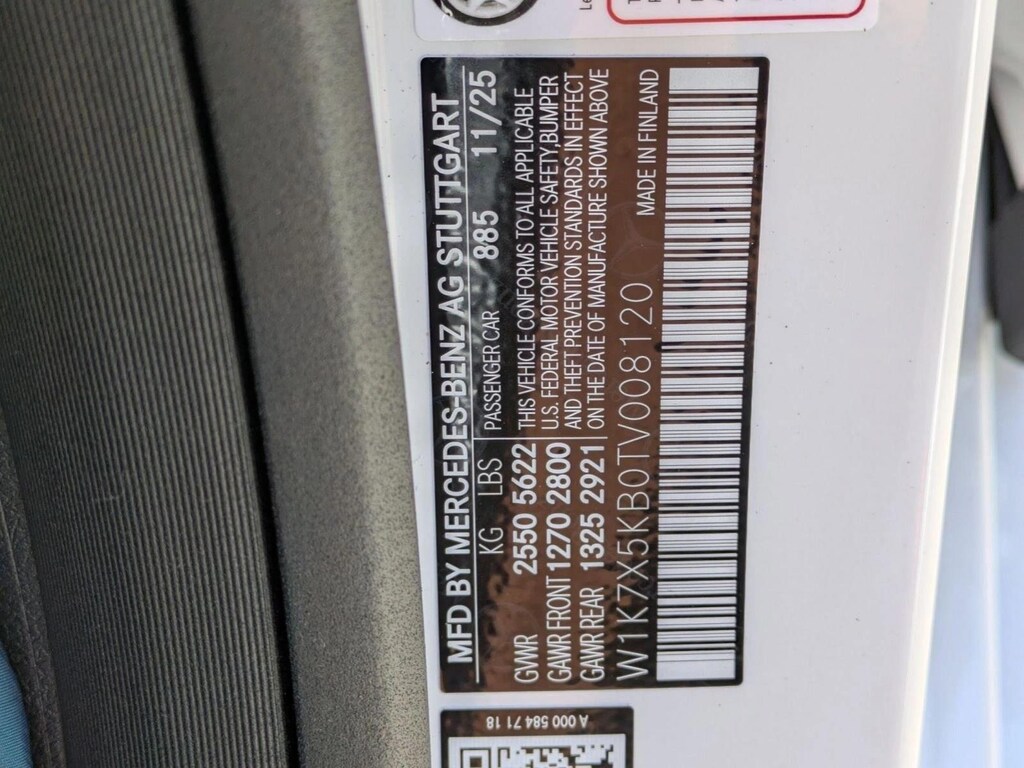 MFD BY MERCEDES-BENZ AG STUTTGART
KG LBS PASSENGER CAR 885 11/25
GVWR 2550 5622
GAWR FRONT 1270 2800
GAWR REAR 1325 2921
THIS VEHICLE CONFORMS TO ALL APPLICABLE
U.S. FEDERAL MOTOR VEHICLE SAFETY,BUMPER
AND THEFT PREVENTION STANDARDS IN EFFECT
ON THE DATE OF MANUFACTURE SHOWN ABOVE
W1K7X5KB0TV008120 MADE IN FINLAND
A 000 584 71 18